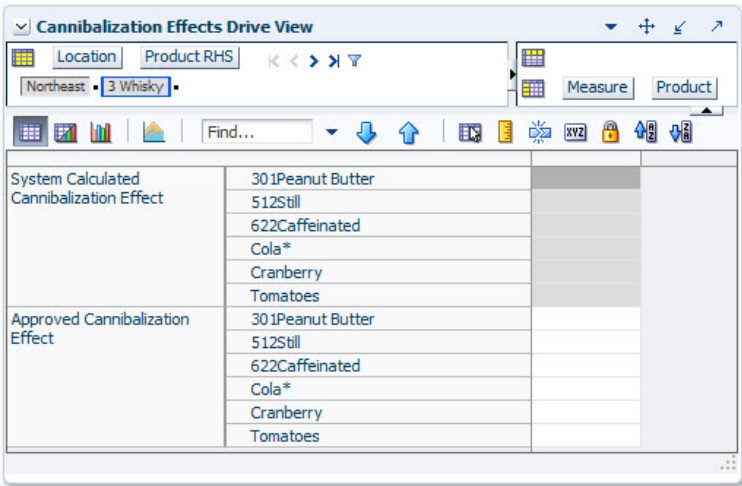 Cannibalization Effects Drive View
Location Product RHS
Northeast 3 Whisky
Measure Product
Find...
XYZ
System Calculated
Cannibalization Effect
301Peanut Butter
512Still
622Caffeinated
Cola*
Cranberry
Tomatoes
Approved Cannibalization
Effect
301Peanut Butter
512Still
622Caffeinated
Cola*
Cranberry
Tomatoes